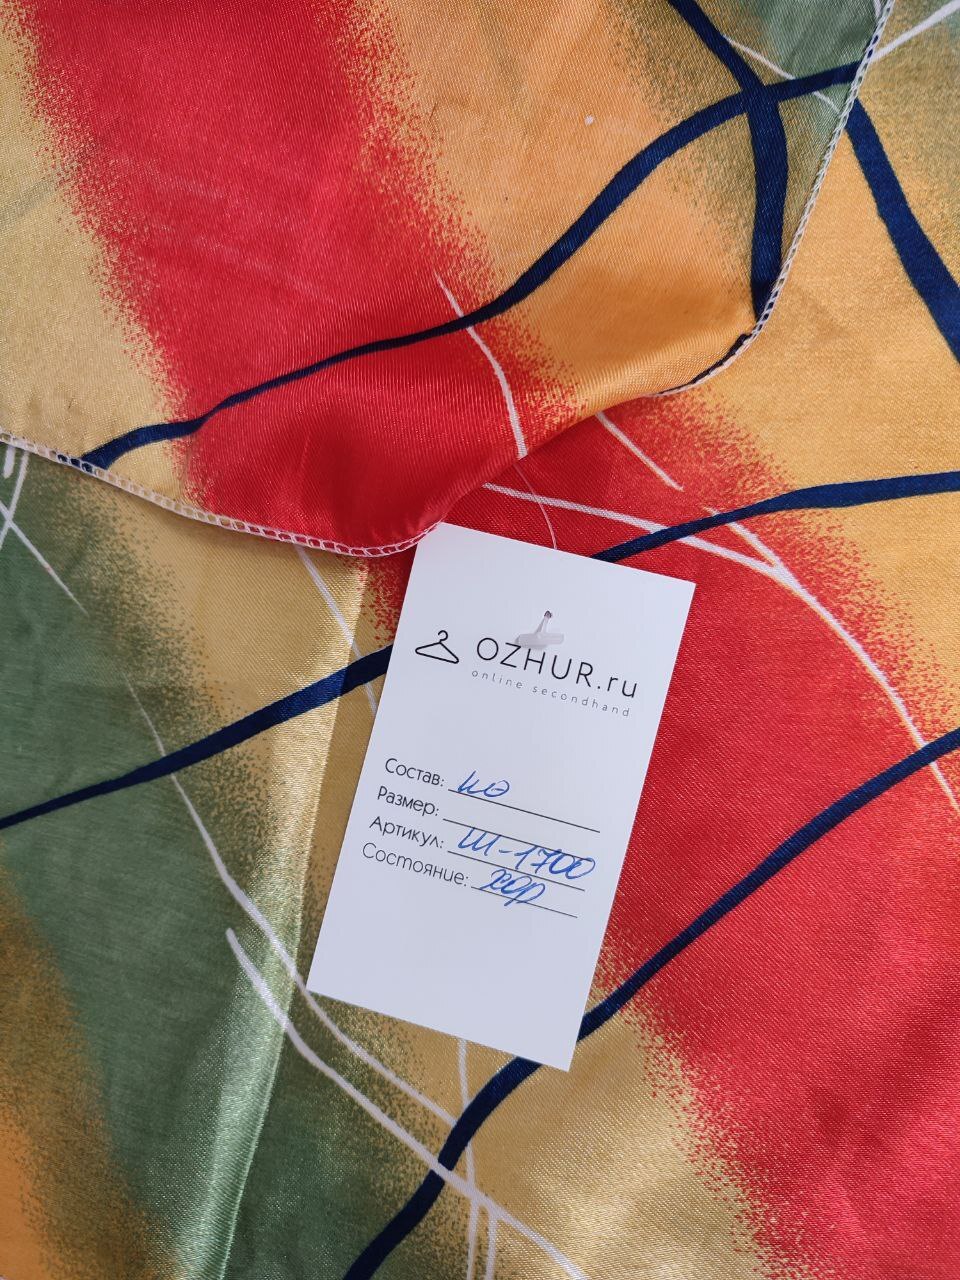 OZHUR.ru
online secondhand
Состав: пэ
Размер:
Артикул: Ш-1700
Состояние: хор